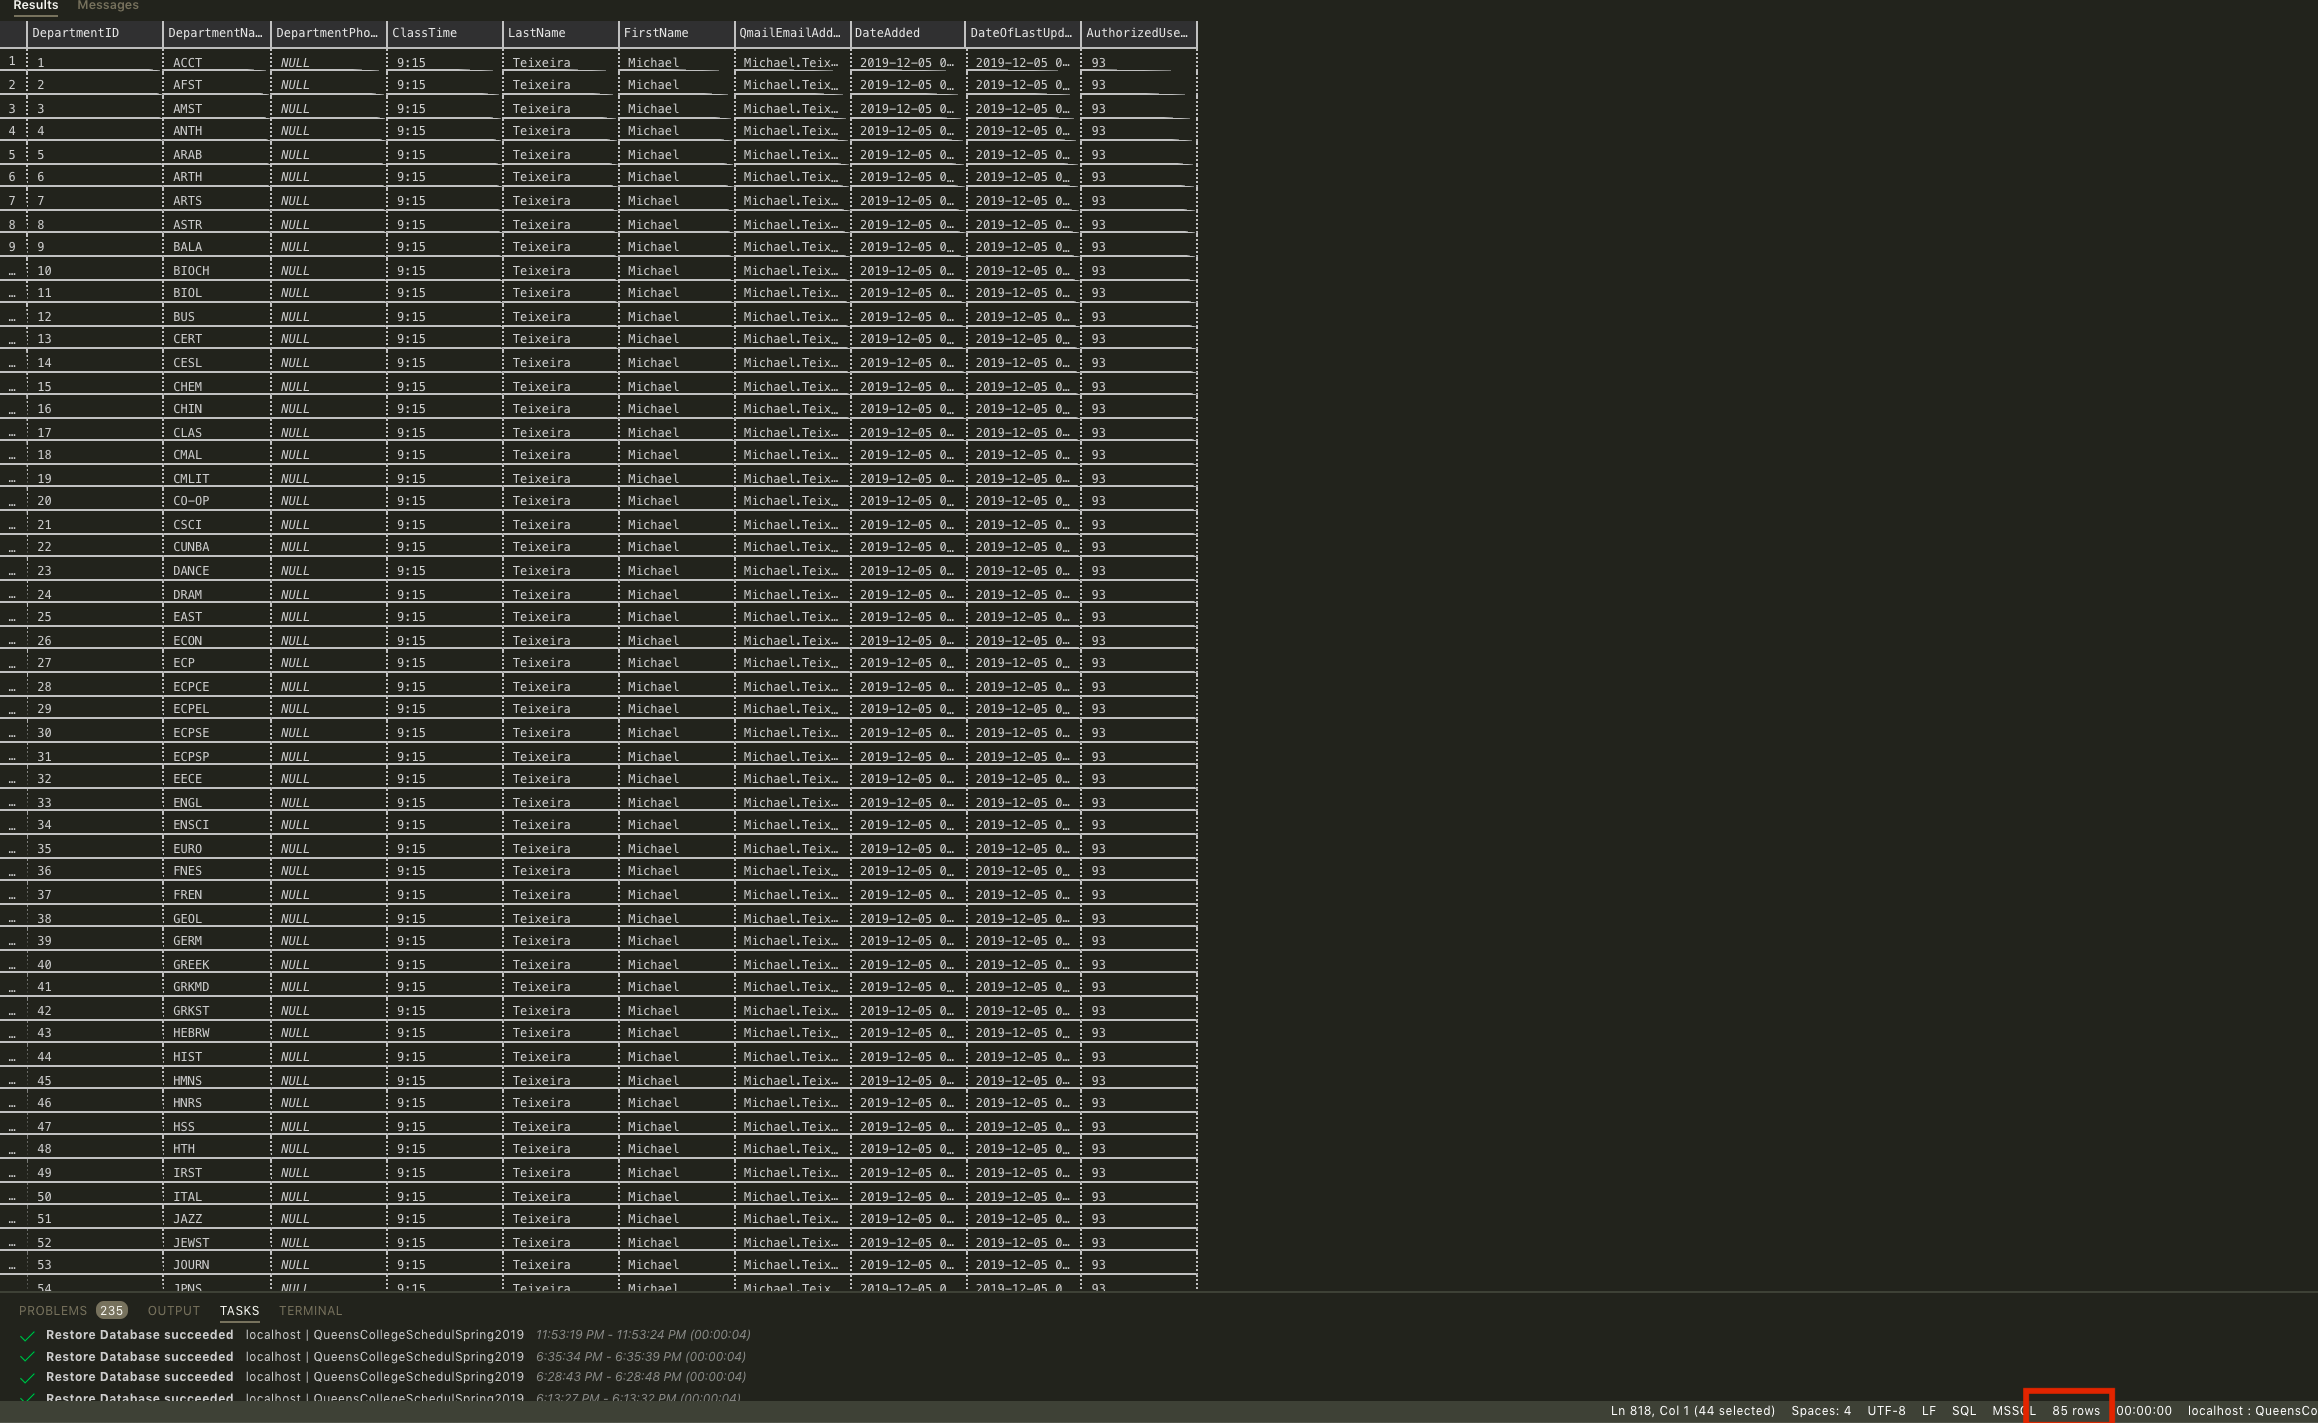 Results Messages
DepartmentID DepartmentNa… DepartmentPho… ClassTime LastName FirstName QmailEmailAdd… DateAdded DateOfLastUpd… AuthorizedUse…
1 1 ACCT NULL 9:15 Teixeira Michael Michael.Teix… 2019-12-05 0… 2019-12-05 0… 93
2 2 AFST NULL 9:15 Teixeira Michael Michael.Teix… 2019-12-05 0… 2019-12-05 0… 93
3 3 AMST NULL 9:15 Teixeira Michael Michael.Teix… 2019-12-05 0… 2019-12-05 0… 93
4 4 ANTH NULL 9:15 Teixeira Michael Michael.Teix… 2019-12-05 0… 2019-12-05 0… 93
5 5 ARAB NULL 9:15 Teixeira Michael Michael.Teix… 2019-12-05 0… 2019-12-05 0… 93
6 6 ARTH NULL 9:15 Teixeira Michael Michael.Teix… 2019-12-05 0… 2019-12-05 0… 93
7 7 ARTS NULL 9:15 Teixeira Michael Michael.Teix… 2019-12-05 0… 2019-12-05 0… 93
8 8 ASTR NULL 9:15 Teixeira Michael Michael.Teix… 2019-12-05 0… 2019-12-05 0… 93
9 9 BALA NULL 9:15 Teixeira Michael Michael.Teix… 2019-12-05 0… 2019-12-05 0… 93
… 10 BIOCH NULL 9:15 Teixeira Michael Michael.Teix… 2019-12-05 0… 2019-12-05 0… 93
… 11 BIOL NULL 9:15 Teixeira Michael Michael.Teix… 2019-12-05 0… 2019-12-05 0… 93
… 12 BUS NULL 9:15 Teixeira Michael Michael.Teix… 2019-12-05 0… 2019-12-05 0… 93
… 13 CERT NULL 9:15 Teixeira Michael Michael.Teix… 2019-12-05 0… 2019-12-05 0… 93
… 14 CESL NULL 9:15 Teixeira Michael Michael.Teix… 2019-12-05 0… 2019-12-05 0… 93
… 15 CHEM NULL 9:15 Teixeira Michael Michael.Teix… 2019-12-05 0… 2019-12-05 0… 93
… 16 CHIN NULL 9:15 Teixeira Michael Michael.Teix… 2019-12-05 0… 2019-12-05 0… 93
… 17 CLAS NULL 9:15 Teixeira Michael Michael.Teix… 2019-12-05 0… 2019-12-05 0… 93
… 18 CMAL NULL 9:15 Teixeira Michael Michael.Teix… 2019-12-05 0… 2019-12-05 0… 93
… 19 CMLIT NULL 9:15 Teixeira Michael Michael.Teix… 2019-12-05 0… 2019-12-05 0… 93
… 20 CO-OP NULL 9:15 Teixeira Michael Michael.Teix… 2019-12-05 0… 2019-12-05 0… 93
… 21 CSCI NULL 9:15 Teixeira Michael Michael.Teix… 2019-12-05 0… 2019-12-05 0… 93
… 22 CUNBA NULL 9:15 Teixeira Michael Michael.Teix… 2019-12-05 0… 2019-12-05 0… 93
… 23 DANCE NULL 9:15 Teixeira Michael Michael.Teix… 2019-12-05 0… 2019-12-05 0… 93
… 24 DRAM NULL 9:15 Teixeira Michael Michael.Teix… 2019-12-05 0… 2019-12-05 0… 93
… 25 EAST NULL 9:15 Teixeira Michael Michael.Teix… 2019-12-05 0… 2019-12-05 0… 93
… 26 ECON NULL 9:15 Teixeira Michael Michael.Teix… 2019-12-05 0… 2019-12-05 0… 93
… 27 ECP NULL 9:15 Teixeira Michael Michael.Teix… 2019-12-05 0… 2019-12-05 0… 93
… 28 ECPCE NULL 9:15 Teixeira Michael Michael.Teix… 2019-12-05 0… 2019-12-05 0… 93
… 29 ECPEL NULL 9:15 Teixeira Michael Michael.Teix… 2019-12-05 0… 2019-12-05 0… 93
… 30 ECPSE NULL 9:15 Teixeira Michael Michael.Teix… 2019-12-05 0… 2019-12-05 0… 93
… 31 ECPSP NULL 9:15 Teixeira Michael Michael.Teix… 2019-12-05 0… 2019-12-05 0… 93
… 32 EECE NULL 9:15 Teixeira Michael Michael.Teix… 2019-12-05 0… 2019-12-05 0… 93
… 33 ENGL NULL 9:15 Teixeira Michael Michael.Teix… 2019-12-05 0… 2019-12-05 0… 93
… 34 ENSCI NULL 9:15 Teixeira Michael Michael.Teix… 2019-12-05 0… 2019-12-05 0… 93
… 35 EURO NULL 9:15 Teixeira Michael Michael.Teix… 2019-12-05 0… 2019-12-05 0… 93
… 36 FNES NULL 9:15 Teixeira Michael Michael.Teix… 2019-12-05 0… 2019-12-05 0… 93
… 37 FREN NULL 9:15 Teixeira Michael Michael.Teix… 2019-12-05 0… 2019-12-05 0… 93
… 38 GEOL NULL 9:15 Teixeira Michael Michael.Teix… 2019-12-05 0… 2019-12-05 0… 93
… 39 GERM NULL 9:15 Teixeira Michael Michael.Teix… 2019-12-05 0… 2019-12-05 0… 93
… 40 GREEK NULL 9:15 Teixeira Michael Michael.Teix… 2019-12-05 0… 2019-12-05 0… 93
… 41 GRKMD NULL 9:15 Teixeira Michael Michael.Teix… 2019-12-05 0… 2019-12-05 0… 93
… 42 GRKST NULL 9:15 Teixeira Michael Michael.Teix… 2019-12-05 0… 2019-12-05 0… 93
… 43 HEBRW NULL 9:15 Teixeira Michael Michael.Teix… 2019-12-05 0… 2019-12-05 0… 93
… 44 HIST NULL 9:15 Teixeira Michael Michael.Teix… 2019-12-05 0… 2019-12-05 0… 93
… 45 HMNS NULL 9:15 Teixeira Michael Michael.Teix… 2019-12-05 0… 2019-12-05 0… 93
… 46 HNRS NULL 9:15 Teixeira Michael Michael.Teix… 2019-12-05 0… 2019-12-05 0… 93
… 47 HSS NULL 9:15 Teixeira Michael Michael.Teix… 2019-12-05 0… 2019-12-05 0… 93
… 48 HTH NULL 9:15 Teixeira Michael Michael.Teix… 2019-12-05 0… 2019-12-05 0… 93
… 49 IRST NULL 9:15 Teixeira Michael Michael.Teix… 2019-12-05 0… 2019-12-05 0… 93
… 50 ITAL NULL 9:15 Teixeira Michael Michael.Teix… 2019-12-05 0… 2019-12-05 0… 93
… 51 JAZZ NULL 9:15 Teixeira Michael Michael.Teix… 2019-12-05 0… 2019-12-05 0… 93
… 52 JEWST NULL 9:15 Teixeira Michael Michael.Teix… 2019-12-05 0… 2019-12-05 0… 93
… 53 JOURN NULL 9:15 Teixeira Michael Michael.Teix… 2019-12-05 0… 2019-12-05 0… 93
54 JPNS NULL 9:15 Teixeira Michael Michael.Teix… 2019-12-05 0… 2019-12-05 0… 93
PROBLEMS 235 OUTPUT TASKS TERMINAL
Restore Database succeeded localhost | QueensCollegeSchedulSpring2019 11:53:19 PM - 11:53:24 PM (00:00:04)
Restore Database succeeded localhost | QueensCollegeSchedulSpring2019 6:35:34 PM - 6:35:39 PM (00:00:04)
Restore Database succeeded localhost | QueensCollegeSchedulSpring2019 6:28:43 PM - 6:28:48 PM (00:00:04)
Restore Database succeeded localhost | QueensCollegeSchedulSpring2019 6:13:27 PM - 6:13:32 PM (00:00:04)
Ln 818, Col 1 (44 selected) Spaces: 4 UTF-8 LF SQL MSSQL 85 rows 00:00:00 localhost : QueensCo